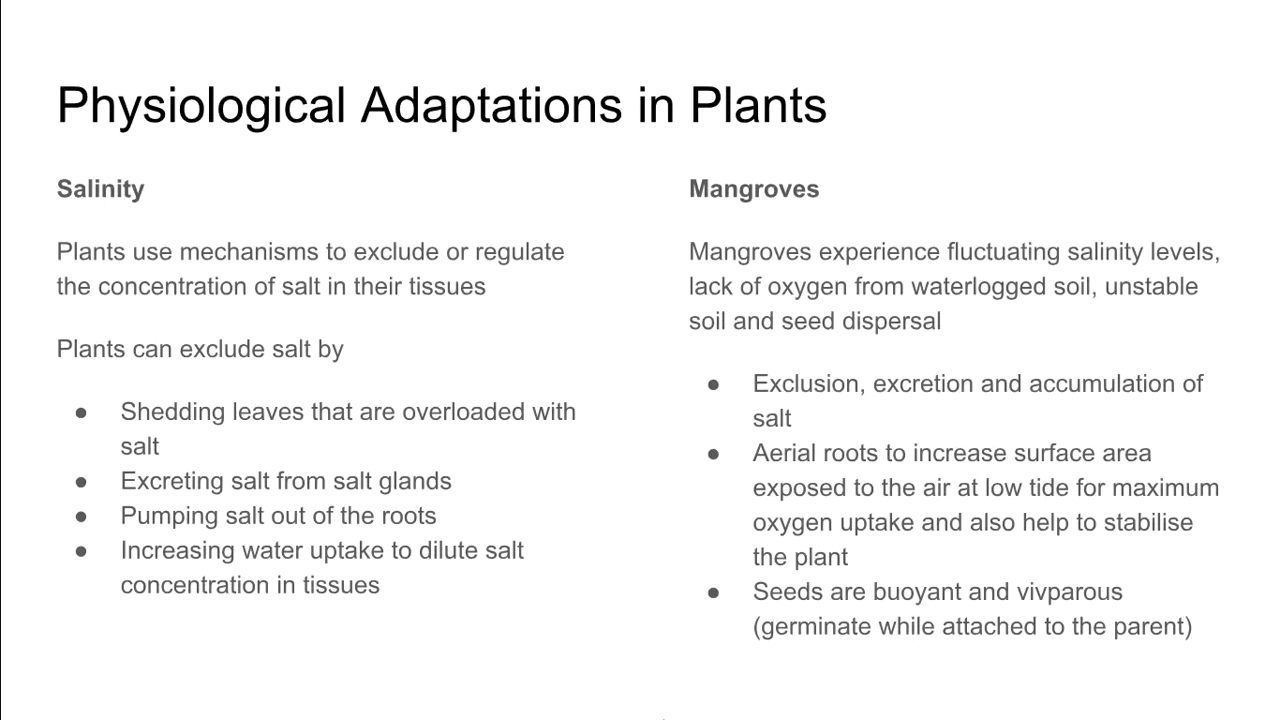 Physiological Adaptations in Plants
Salinity
Plants use mechanisms to exclude or regulate
the concentration of salt in their tissues
Plants can exclude salt by
● Shedding leaves that are overloaded with
salt
● Excreting salt from salt glands
● Pumping salt out of the roots
● Increasing water uptake to dilute salt
concentration in tissues
Mangroves
Mangroves experience fluctuating salinity levels,
lack of oxygen from waterlogged soil, unstable
soil and seed dispersal
● Exclusion, excretion and accumulation of
salt
● Aerial roots to increase surface area
exposed to the air at low tide for maximum
oxygen uptake and also help to stabilise
the plant
● Seeds are buoyant and vivparous
(germinate while attached to the parent)